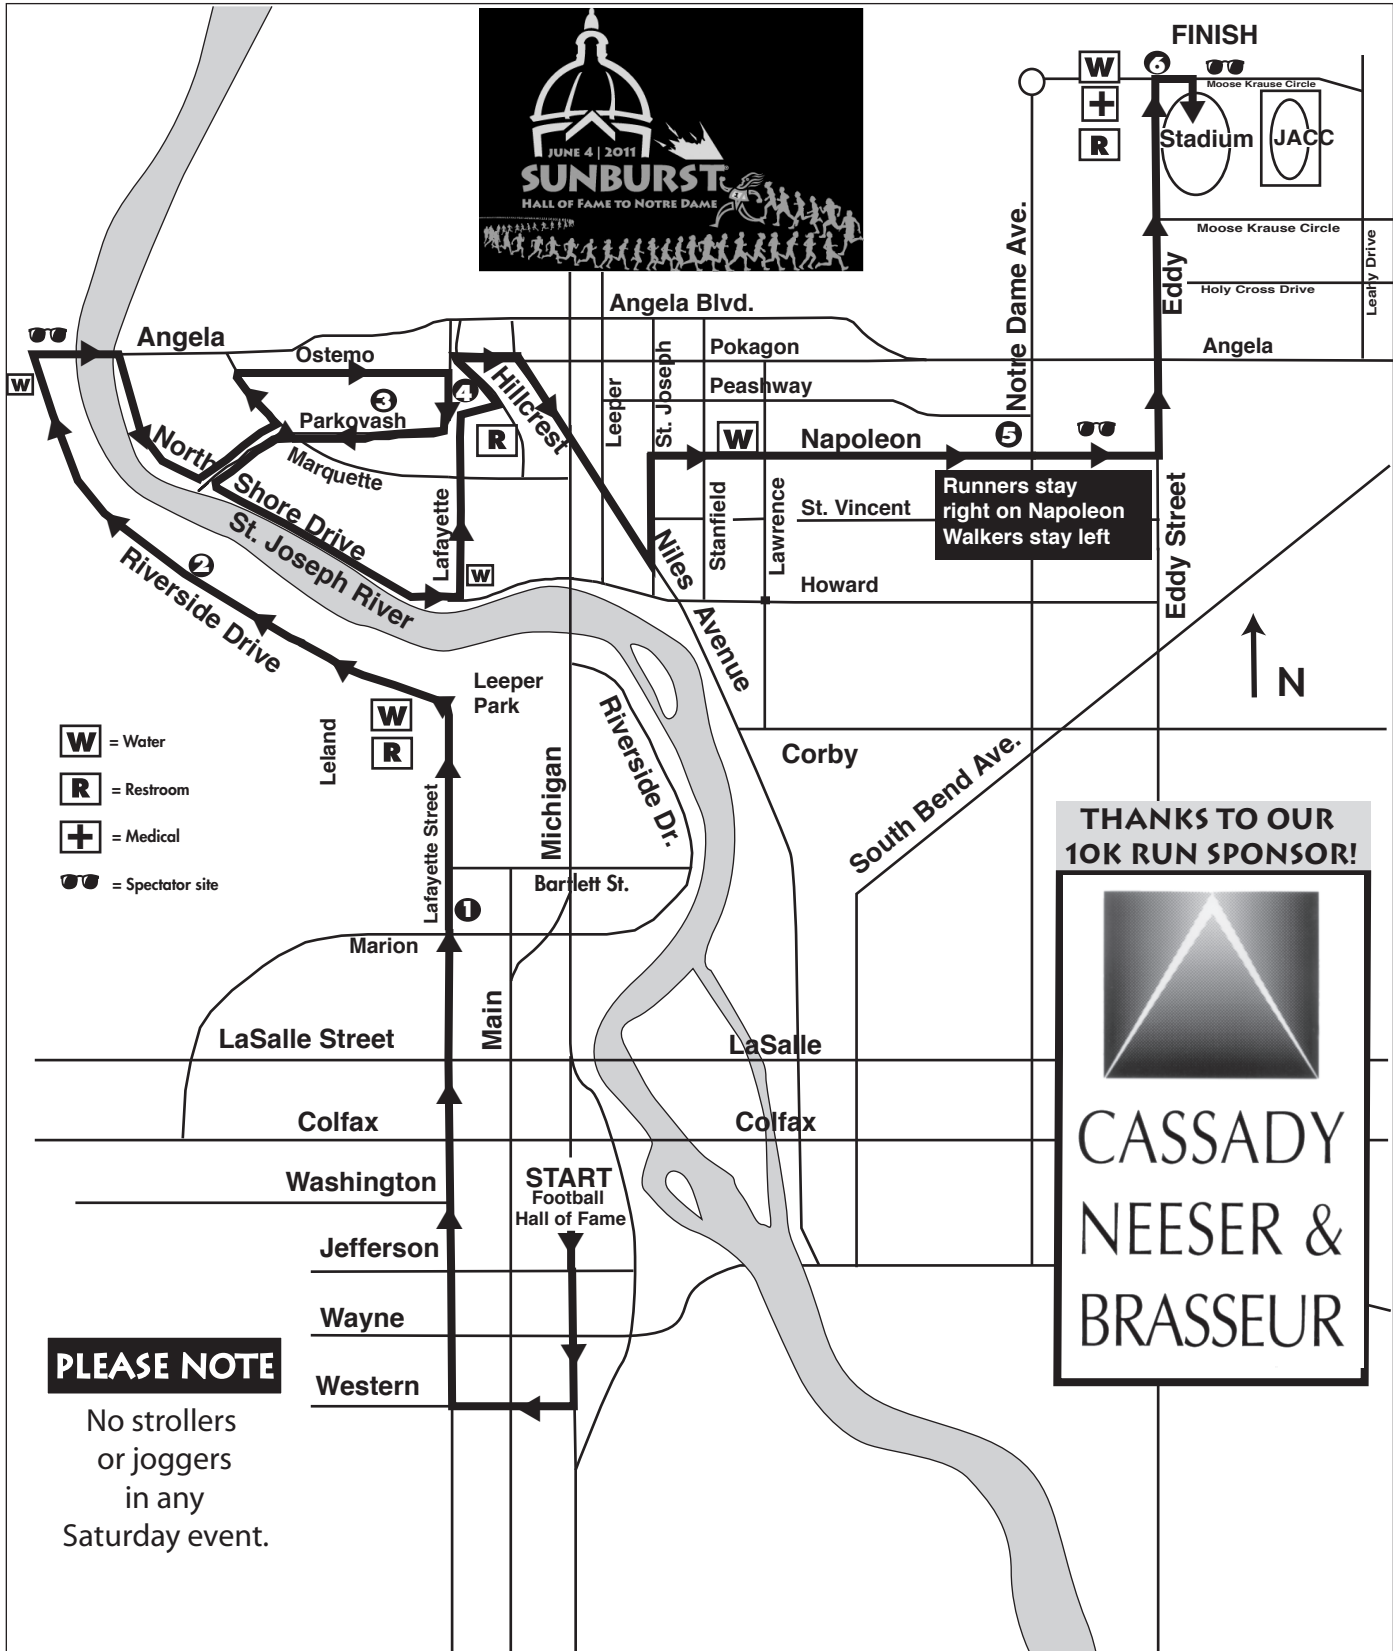 FINISH
W
6
Moose Krause Circle
+
R
Stadium
JACC
JUNE 4 | 2011
SUNBURST
HALL OF FAME TO NOTRE DAME
Notre Dame Ave.
Moose Krause Circle
Eddy
Leahy Drive
Holy Cross Drive
Angela Blvd.
Angela
Ostemo
Pokagon
Angela
W
Peashway
Hillcrest
Leeper
St. Joseph
3
4
Parkovash
R
W
Napoleon
5
North
Shore Drive
Marquette
Lafayette
Stanfield
Lawrence
St. Vincent
Runners stay
right on Napoleon
Walkers stay left
Eddy Street
St. Joseph River
2
Riverside Drive
W
Niles
Avenue
Howard
N
Leeper
Park
W
R
Leland
Riverside Dr.
Michigan
Corby
South Bend Ave.
W = Water
R = Restroom
+ = Medical
= Spectator site
Lafayette Street
Bartlett St.
1
Marion
Main
LaSalle Street
LaSalle
Colfax
Colfax
Washington
START
Football
Hall of Fame
Jefferson
Wayne
Western
THANKS TO OUR
10K RUN SPONSOR!
CASSADY
NEESER &
BRASSEUR
PLEASE NOTE
No strollers
or joggers
in any
Saturday event.